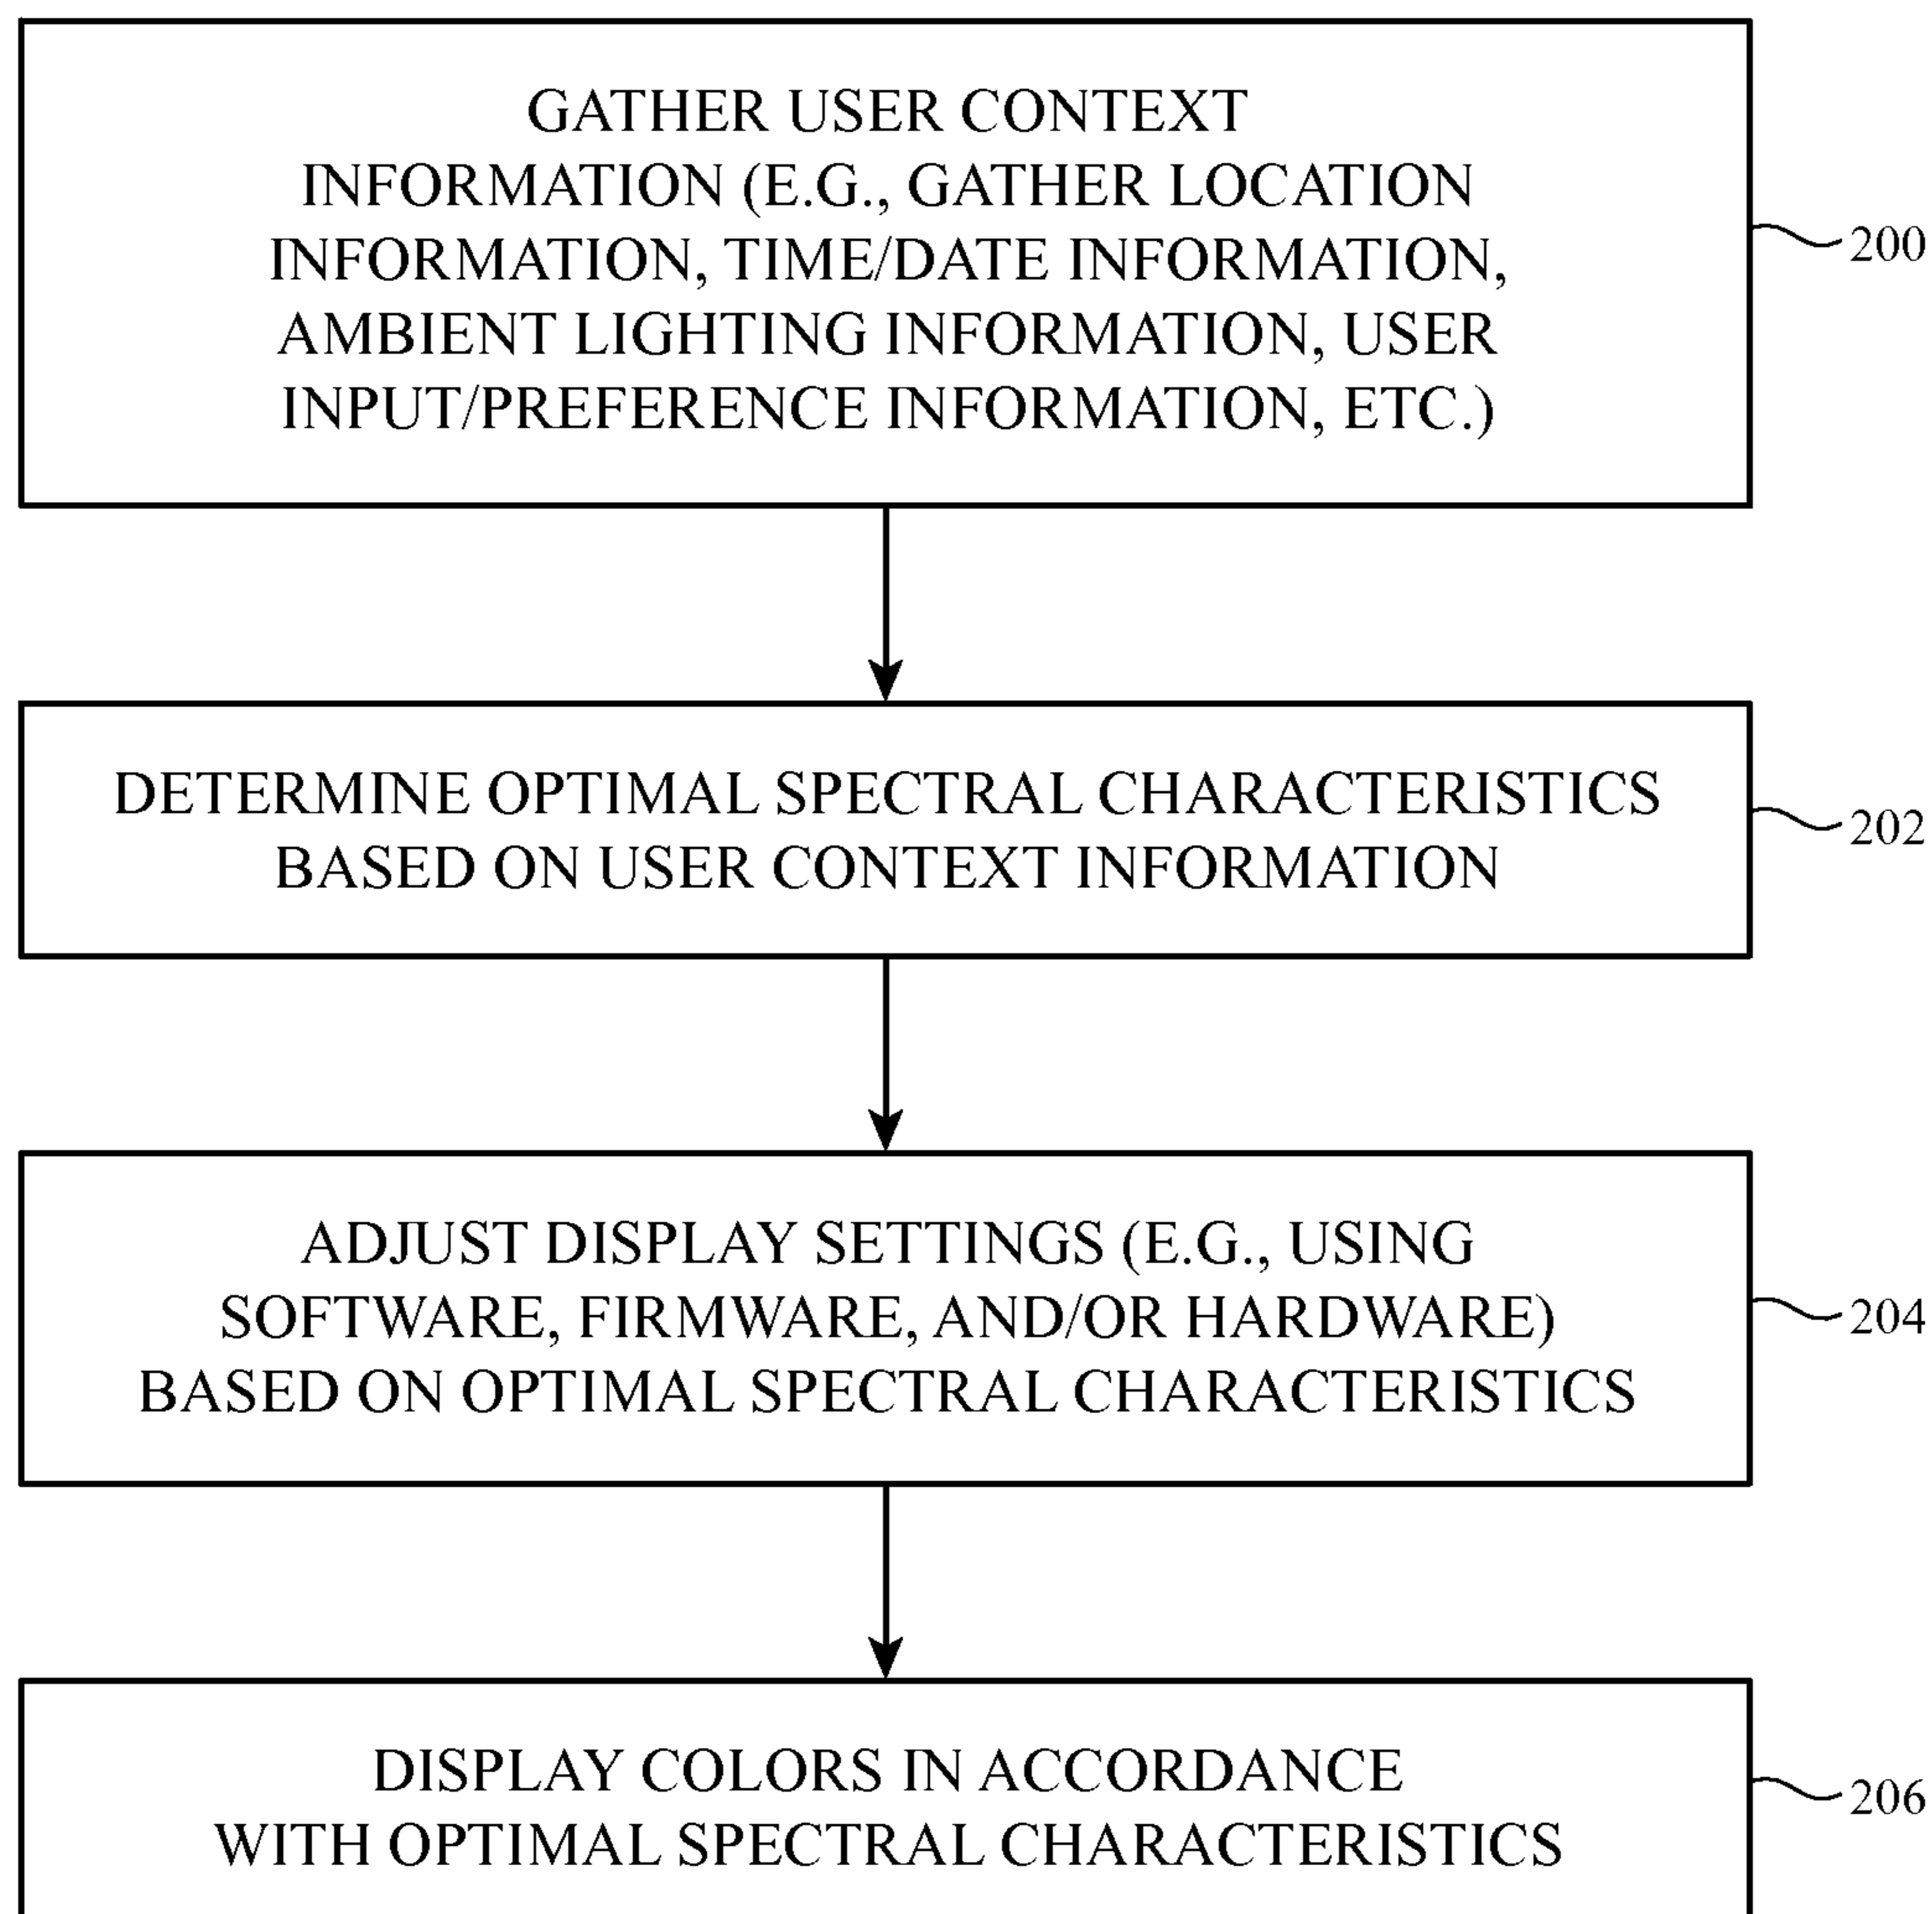 GATHER USER CONTEXT
INFORMATION (E.G., GATHER LOCATION
INFORMATION, TIME/DATE INFORMATION,
AMBIENT LIGHTING INFORMATION, USER
INPUT/PREFERENCE INFORMATION, ETC.)
200
DETERMINE OPTIMAL SPECTRAL CHARACTERISTICS
BASED ON USER CONTEXT INFORMATION
202
ADJUST DISPLAY SETTINGS (E.G., USING
SOFTWARE, FIRMWARE, AND/OR HARDWARE)
BASED ON OPTIMAL SPECTRAL CHARACTERISTICS
204
DISPLAY COLORS IN ACCORDANCE
WITH OPTIMAL SPECTRAL CHARACTERISTICS
206